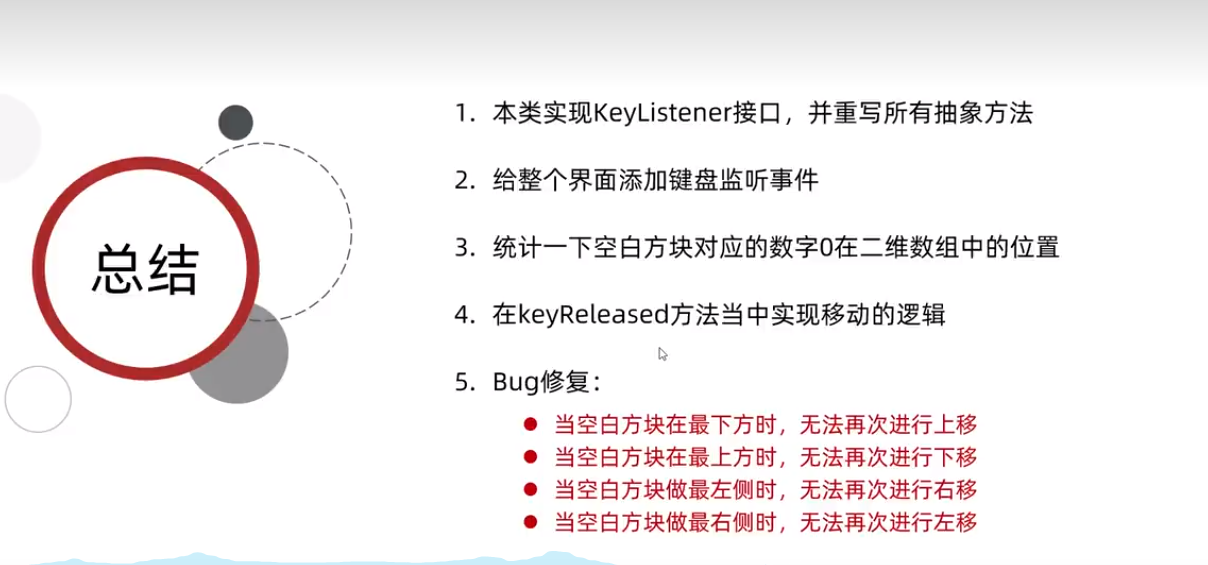 总结
1. 本类实现KeyListener接口，并重写所有抽象方法
2. 给整个界面添加键盘监听事件
3. 统计一下空白方块对应的数字0在二维数组中的位置
4. 在keyReleased方法当中实现移动的逻辑
5. Bug修复：
● 当空白方块在最下方时，无法再次进行上移
● 当空白方块在最上方时，无法再次进行下移
● 当空白方块做最左侧时，无法再次进行右移
● 当空白方块做最右侧时，无法再次进行左移